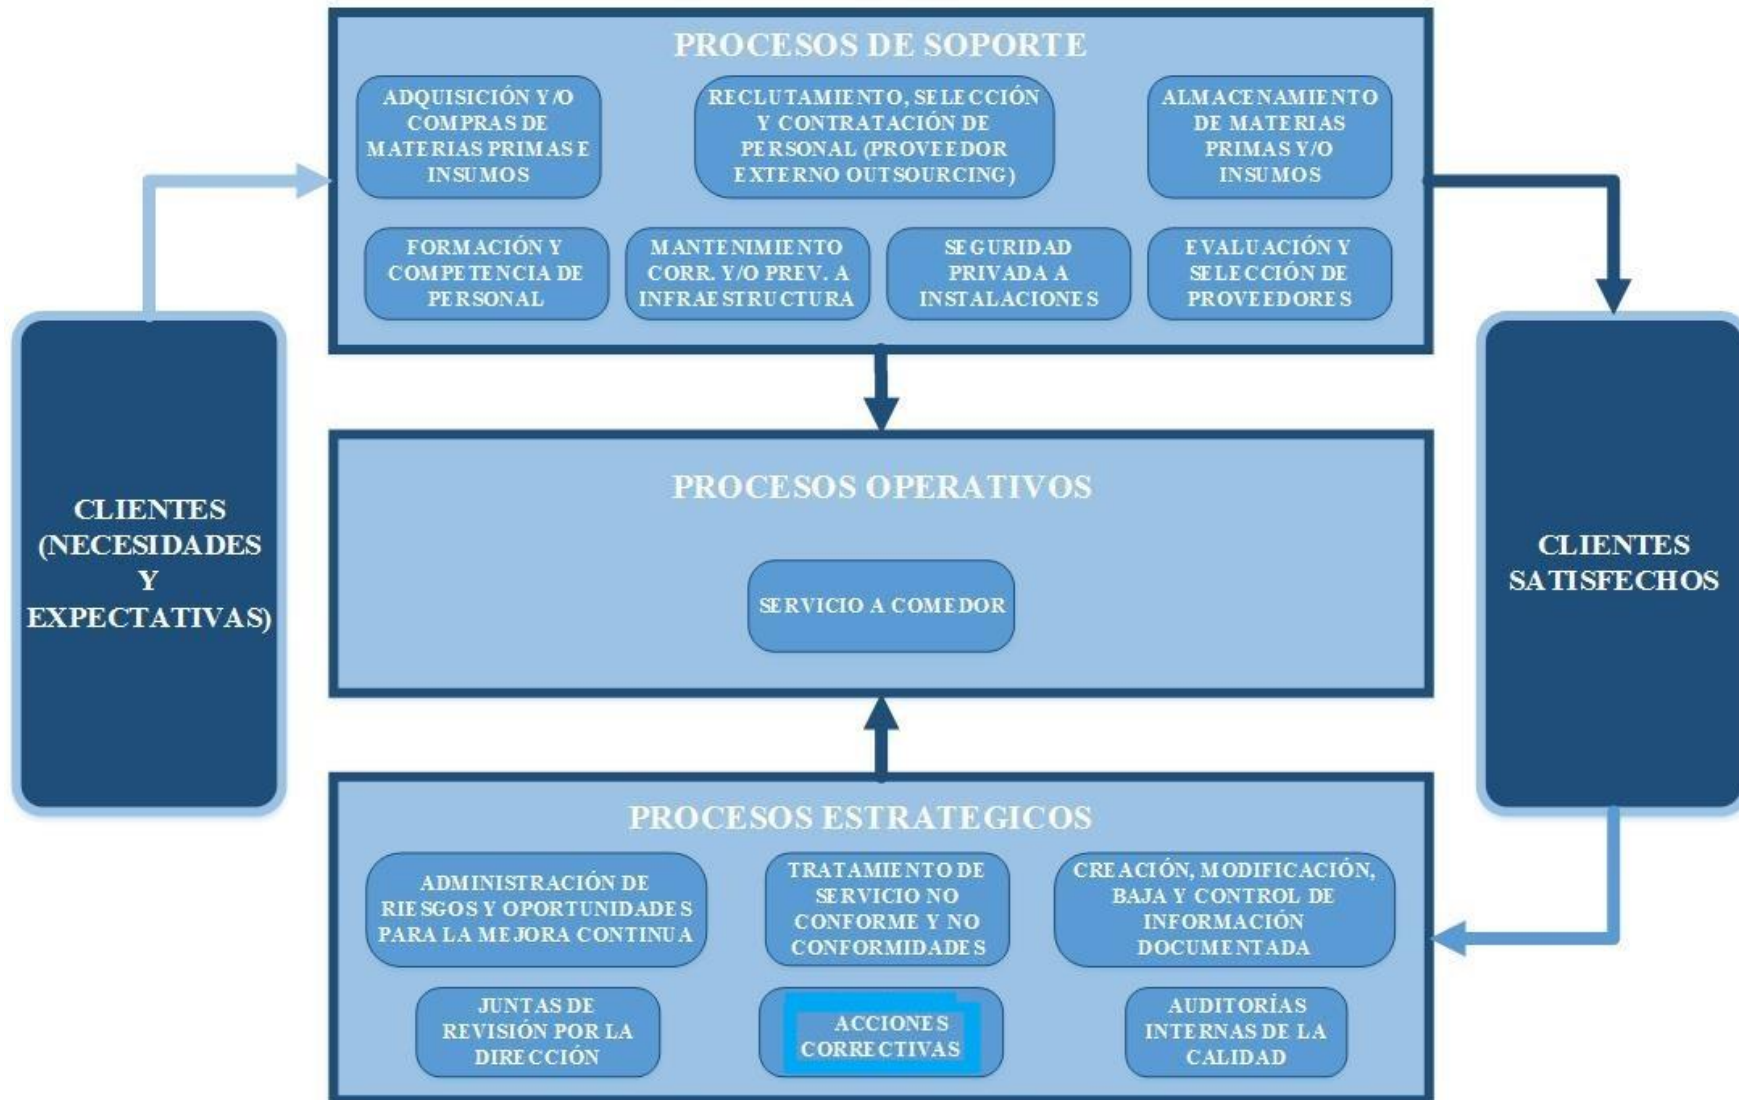 PROCESOS DE SOPORTE
ADQUISICIÓN Y/O
COMPRAS DE
MATERIAS PRIMAS E
INSUMOS
RECLUTAMIENTO, SELECCIÓN
Y CONTRATACIÓN DE
PERSONAL (PROVEEDOR
EXTERNO OUTSOURCING)
ALMACENAMIENTO
DE MATERIAS
PRIMAS Y/O
INSUMOS
FORMACIÓN Y
COMPETENCIA DE
PERSONAL
MANTENIMIENTO
CORR. Y/O PREV. A
INFRAESTRUCTURA
SEGURIDAD
PRIVADA A
INSTALACIONES
EVALUACIÓN Y
SELECCIÓN DE
PROVEEDORES
CLIENTES
(NECESIDADES
Y
EXPECTATIVAS)
PROCESOS OPERATIVOS
SERVICIO A COMEDOR
CLIENTES
SATISFECHOS
PROCESOS ESTRATEGICOS
ADMINISTRACIÓN DE
RIESGOS Y OPORTUNIDADES
PARA LA MEJORA CONTINUA
TRATAMIENTO DE
SERVICIO NO
CONFORME Y NO
CONFORMIDADES
CREACIÓN, MODIFICACIÓN,
BAJA Y CONTROL DE
INFORMACIÓN
DOCUMENTADA
JUNTAS DE
REVISIÓN POR LA
DIRECCIÓN
ACCIONES
CORRECTIVAS
AUDITORÍAS
INTERNAS DE LA
CALIDAD